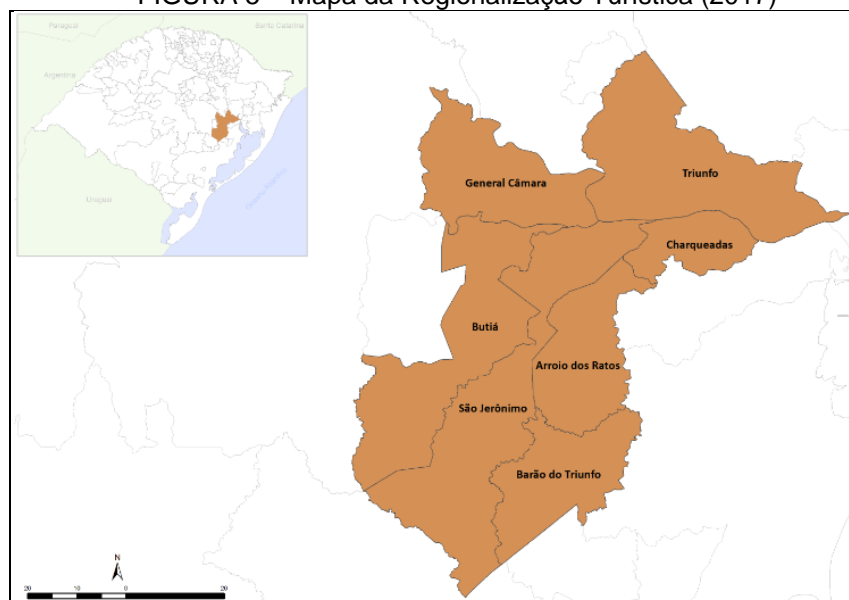 FIGURA 3 – Mapa da Regionalização Turística (2017)
Paraguai
Santa Catarina
Argentina
Uruguai
General Câmara
Triunfo
Charqueadas
Butiá
Arroio dos Ratos
São Jerônimo
Barão do Triunfo
N
20 10 0 20